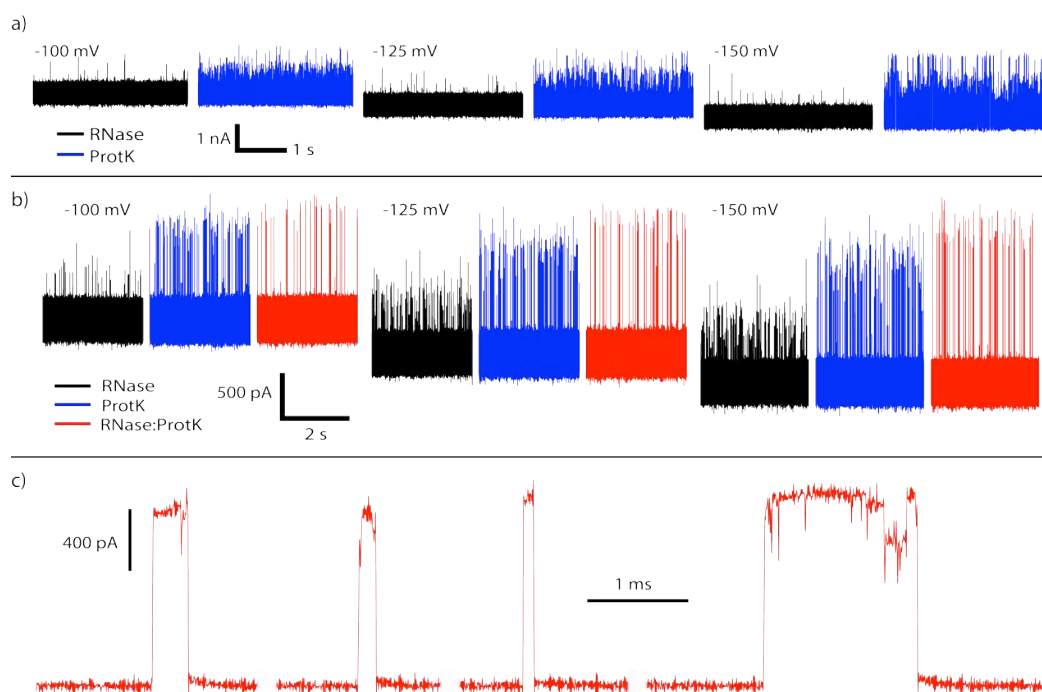 a)
-100 mV
-125 mV
-150 mV
RNase
ProtK
1 nA
1 s
b)
-100 mV
-125 mV
-150 mV
RNase
ProtK
RNase:ProtK
500 pA
2 s
c)
400 pA
1 ms